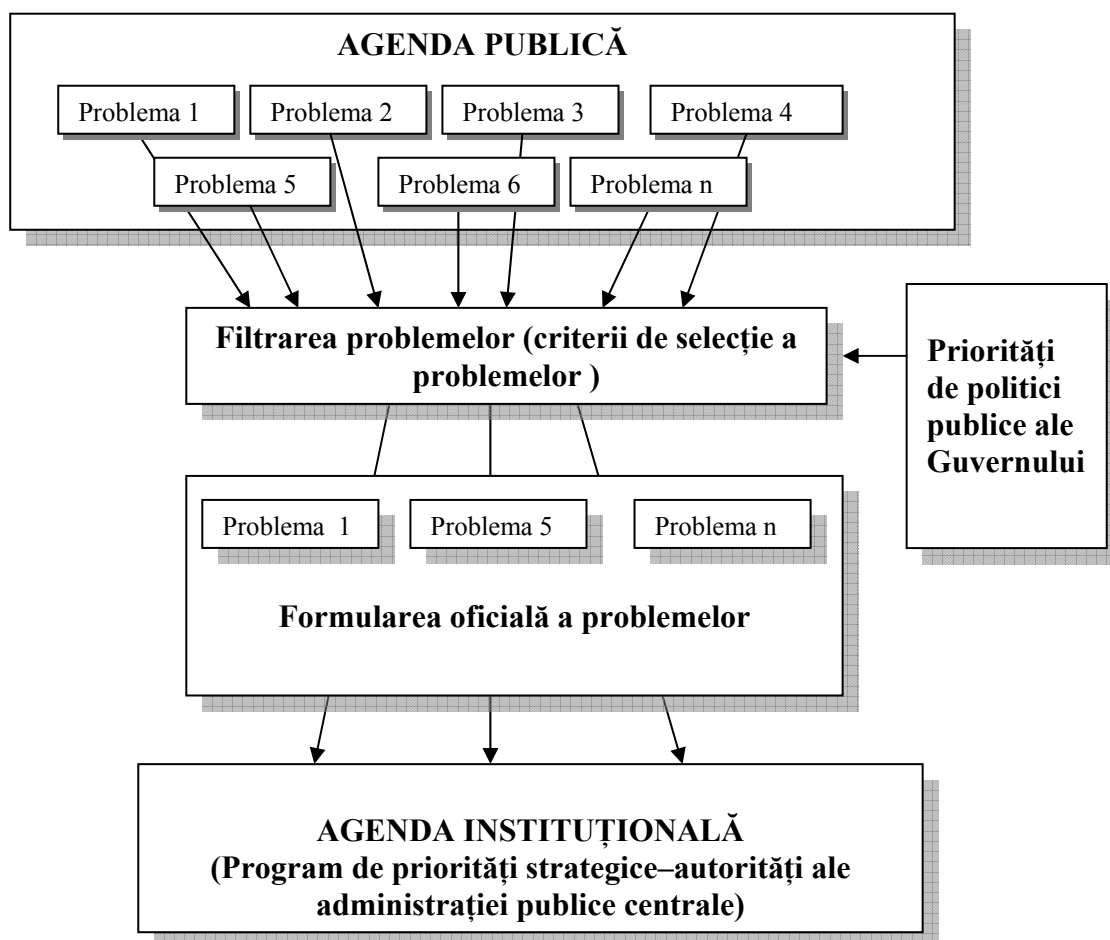 AGENDA PUBLICĂ
Problema 1
Problema 2
Problema 3
Problema 4
Problema 5
Problema 6
Problema n
Filtrarea problemelor (criterii de selecție a
problemelor )
Priorități
de politici
publice ale
Guvernului
Problema 1
Problema 5
Problema n
Formularea oficială a problemelor
AGENDA INSTITUȚIONALĂ
(Program de priorități strategice–autorități ale
administrației publice centrale)